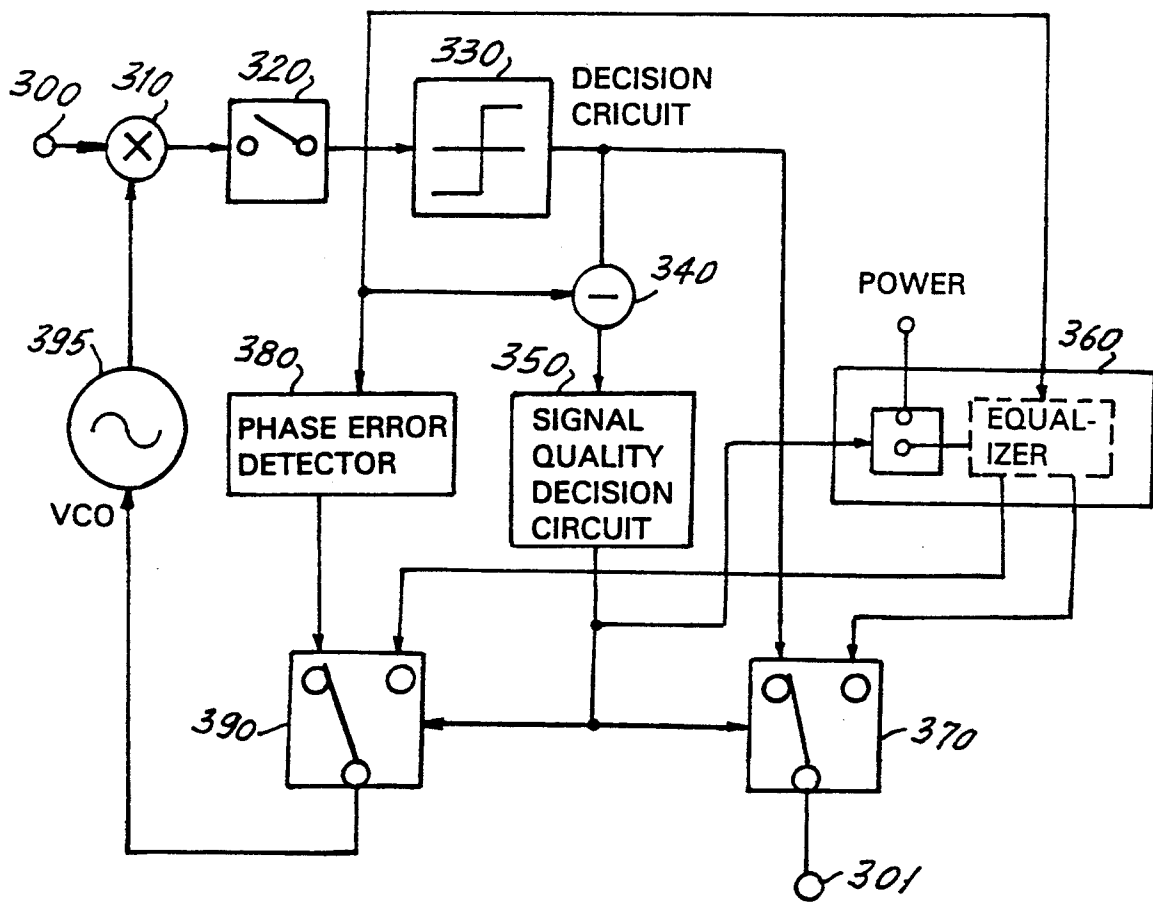 300
310
320
330
DECISION
CRICUIT
340
POWER
360
EQUAL-
IZER
395
VCO
380
PHASE ERROR
DETECTOR
350
SIGNAL
QUALITY
DECISION
CIRCUIT
390
370
301